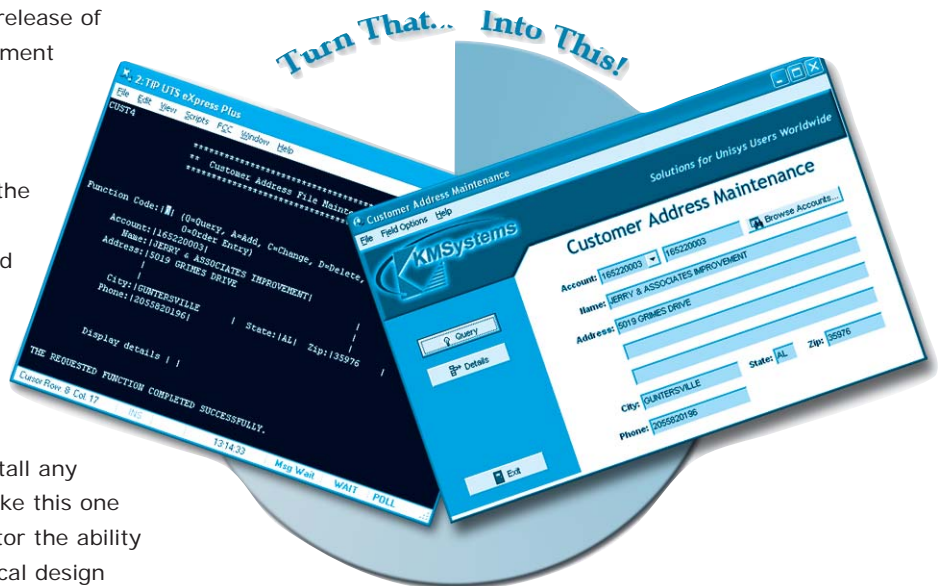 release of
ment
the
d
tall any
ke this one
tor the ability
cal design
Turn That... Into This!
2:TIP UTS eXpress Plus
File Edit View Scripts PCC Window Help
CUST4
********************************
** Customer Address File Mainte
********************************
Function Code:| | (Q=Query, A=Add, C=Change, D=Delete,
O=Order Entry)
Account:|165220003|
Name:|JERRY & ASSOCIATES IMPROVEMENT|
Address:|5019 GRIMES DRIVE |
| |
City:|GUNTERSVILLE | State:|AL| Zip:|35976 |
Phone:|2055820196|
Display details | |
THE REQUESTED FUNCTION COMPLETED SUCCESSFULLY.
Cursor Row: 8 Col: 17 INS 13:14:33 Msg Wait WAIT POLL
Customer Address Maintenance
File Field Options Help
KMSystems
Solutions for Unisys Users Worldwide
Customer Address Maintenance
Account: 165220003 165220003 Browse Accounts...
Name: JERRY & ASSOCIATES IMPROVEMENT
Address: 5019 GRIMES DRIVE
City: GUNTERSVILLE State: AL Zip: 35976
Phone: 2055820196
Query
Details
Exit